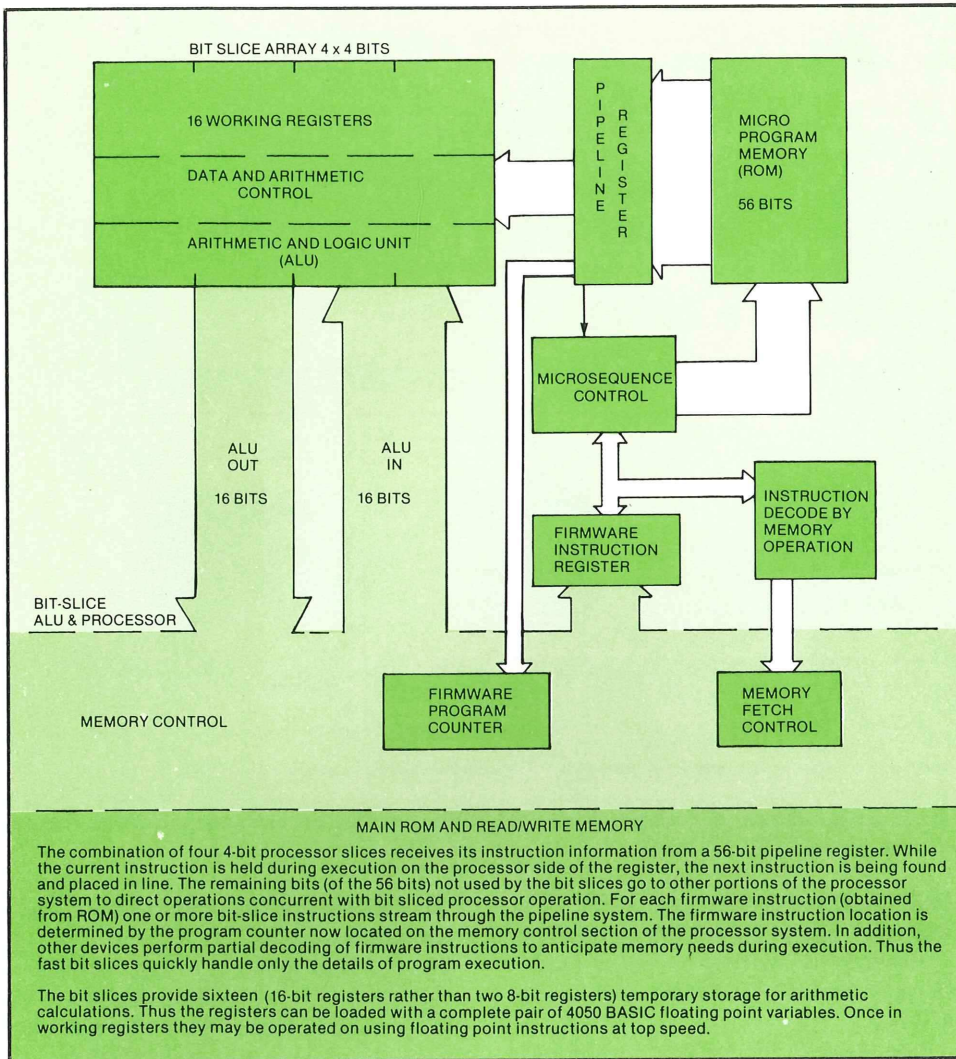 BIT SLICE ARRAY 4 x 4 BITS
16 WORKING REGISTERS
DATA AND ARITHMETIC
CONTROL
ARITHMETIC AND LOGIC UNIT
(ALU)
PIPELINE
REGISTER
MICRO
PROGRAM
MEMORY
(ROM)
56 BITS
MICROSEQUENCE
CONTROL
ALU
OUT
16 BITS
ALU
IN
16 BITS
FIRMWARE
INSTRUCTION
REGISTER
INSTRUCTION
DECODE BY
MEMORY
OPERATION
BIT-SLICE
ALU & PROCESSOR
MEMORY CONTROL
FIRMWARE
PROGRAM
COUNTER
MEMORY
FETCH
CONTROL
MAIN ROM AND READ/WRITE MEMORY
The combination of four 4-bit processor slices receives its instruction information from a 56-bit pipeline register. While
the current instruction is held during execution on the processor side of the register, the next instruction is being found
and placed in line. The remaining bits (of the 56 bits) not used by the bit slices go to other portions of the processor
system to direct operations concurrent with bit sliced processor operation. For each firmware instruction (obtained
from ROM) one or more bit-slice instructions stream through the pipeline system. The firmware instruction location is
determined by the program counter now located on the memory control section of the processor system. In addition,
other devices perform partial decoding of firmware instructions to anticipate memory needs during execution. Thus the
fast bit slices quickly handle only the details of program execution.
The bit slices provide sixteen (16-bit registers rather than two 8-bit registers) temporary storage for arithmetic
calculations. Thus the registers can be loaded with a complete pair of 4050 BASIC floating point variables. Once in
working registers they may be operated on using floating point instructions at top speed.